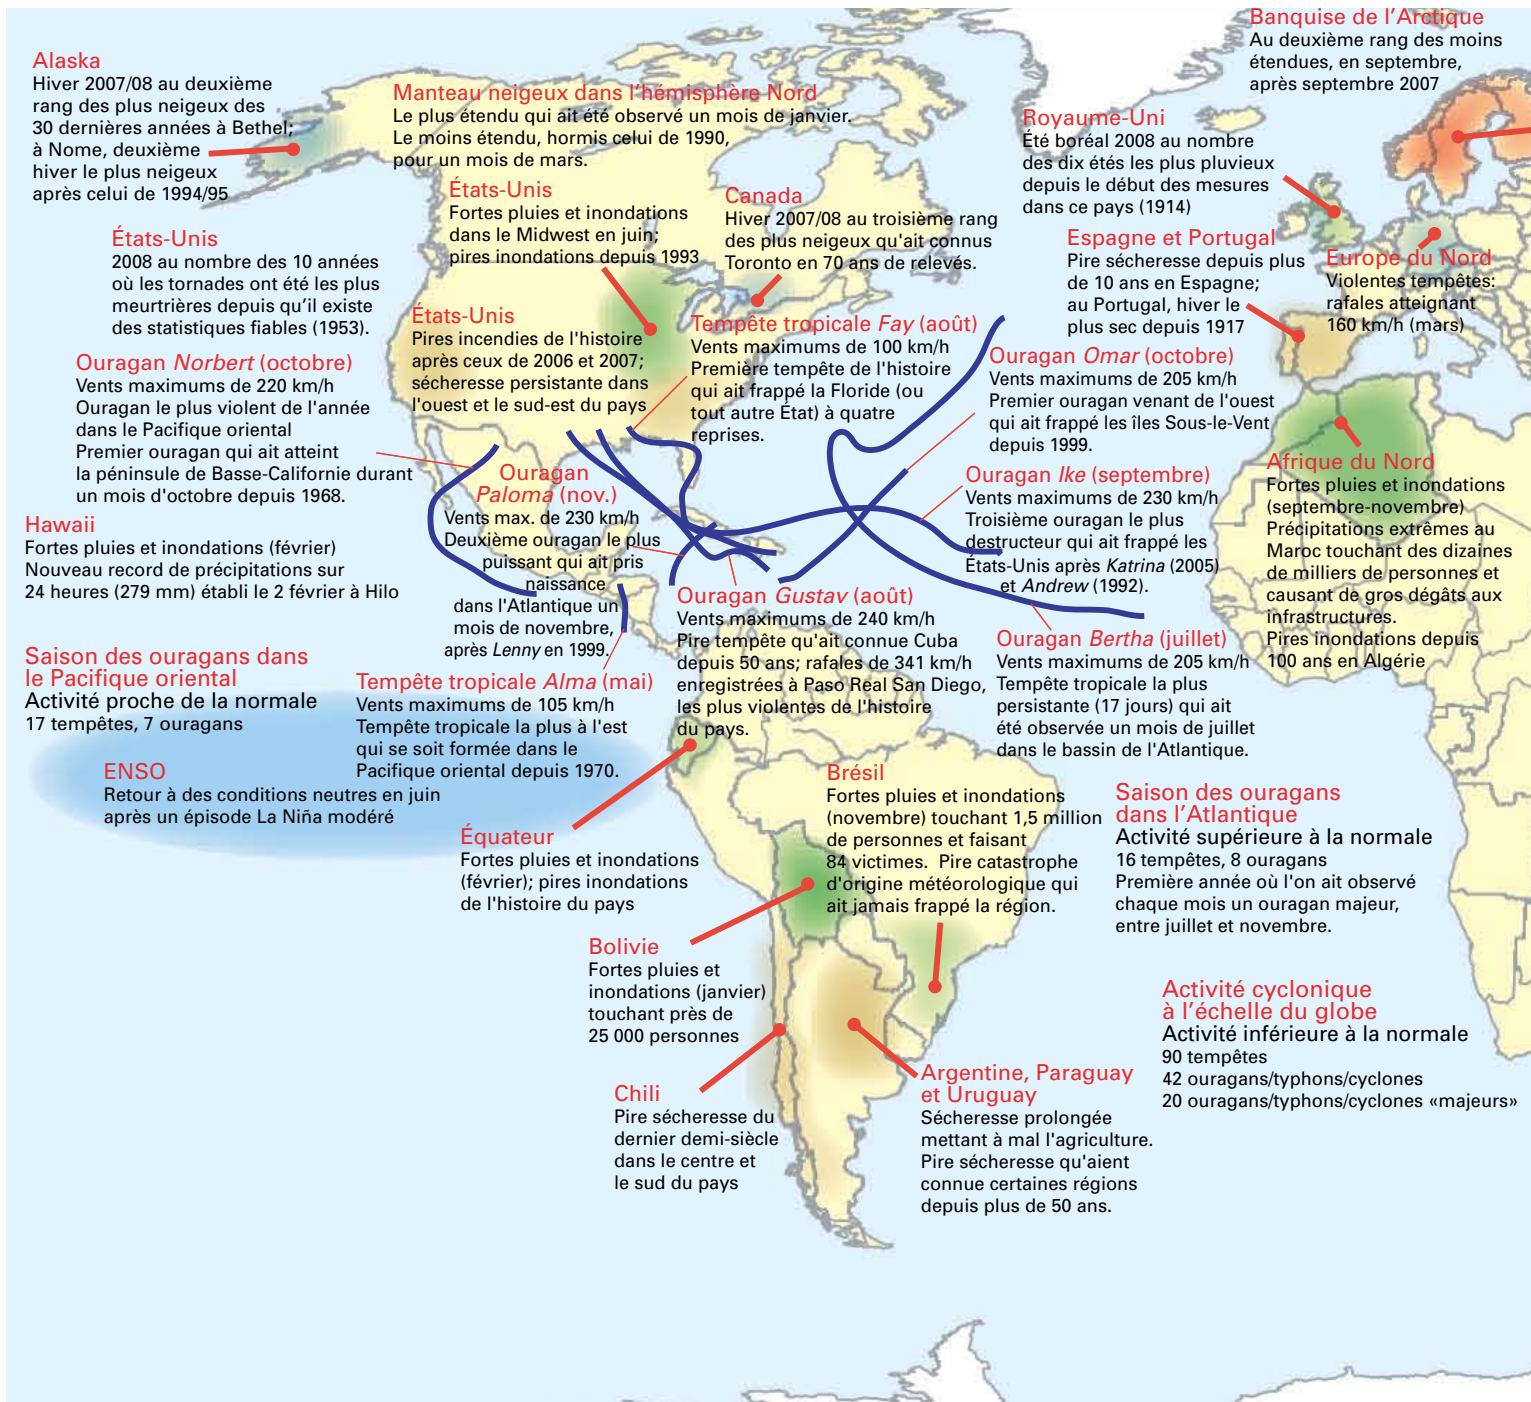 Banquise de l'Arctique
Au deuxième rang des moins
étendues, en septembre,
après septembre 2007
Alaska
Hiver 2007/08 au deuxième
rang des plus neigeux des
30 dernières années à Bethel;
à Nome, deuxième
hiver le plus neigeux
après celui de 1994/95
Manteau neigeux dans l'hémisphère Nord
Le plus étendu qui ait été observé un mois de janvier.
Le moins étendu, hormis celui de 1990,
pour un mois de mars.
Royaume-Uni
Été boréal 2008 au nombre
des dix étés les plus pluvieux
depuis le début des mesures
dans ce pays (1914)
États-Unis
Fortes pluies et inondations
dans le Midwest en juin;
pires inondations depuis 1993
Canada
Hiver 2007/08 au troisième rang
des plus neigeux qu'ait connus
Toronto en 70 ans de relevés.
États-Unis
2008 au nombre des 10 années
où les tornades ont été les plus
meurtrières depuis qu'il existe
des statistiques fiables (1953).
Espagne et Portugal
Pire sécheresse depuis plus
de 10 ans en Espagne;
au Portugal, hiver le
plus sec depuis 1917
Europe du Nord
Violentes tempêtes:
rafales atteignant
160 km/h (mars)
États-Unis
Pires incendies de l'histoire
après ceux de 2006 et 2007;
sécheresse persistante dans
l'ouest et le sud-est du pays
Tempête tropicale Fay (août)
Vents maximums de 100 km/h
Première tempête de l'histoire
qui ait frappé la Floride (ou
tout autre État) à quatre
reprises.
Ouragan Omar (octobre)
Vents maximums de 205 km/h
Premier ouragan venant de l'ouest
qui ait frappé les îles Sous-le-Vent
depuis 1999.
Ouragan Norbert (octobre)
Vents maximums de 220 km/h
Ouragan le plus violent de l'année
dans le Pacifique oriental
Premier ouragan qui ait atteint
la péninsule de Basse-Californie durant
un mois d'octobre depuis 1968.
Ouragan
Paloma (nov.)
Vents max. de 230 km/h
Deuxième ouragan le plus
puissant qui ait pris
naissance
dans l'Atlantique un
mois de novembre,
après Lenny en 1999.
Ouragan Ike (septembre)
Vents maximums de 230 km/h
Troisième ouragan le plus
destructeur qui ait frappé les
États-Unis après Katrina (2005)
et Andrew (1992).
Afrique du Nord
Fortes pluies et inondations
(septembre-novembre)
Précipitations extrêmes au
Maroc touchant des dizaines
de milliers de personnes et
causant de gros dégâts aux
infrastructures.
Pires inondations depuis
100 ans en Algérie
Hawaii
Fortes pluies et inondations (février)
Nouveau record de précipitations sur
24 heures (279 mm) établi le 2 février à Hilo
Ouragan Gustav (août)
Vents maximums de 240 km/h
Pire tempête qu'ait connue Cuba
depuis 50 ans; rafales de 341 km/h
enregistrées à Paso Real San Diego,
les plus violentes de l'histoire
du pays.
Ouragan Bertha (juillet)
Vents maximums de 205 km/h
Tempête tropicale la plus
persistante (17 jours) qui ait
été observée un mois de juillet
dans le bassin de l'Atlantique.
Saison des ouragans dans
le Pacifique oriental
Activité proche de la normale
17 tempêtes, 7 ouragans
Tempête tropicale Alma (mai)
Vents maximums de 105 km/h
Tempête tropicale la plus à l'est
qui se soit formée dans le
Pacifique oriental depuis 1970.
ENSO
Retour à des conditions neutres en juin
après un épisode La Niña modéré
Équateur
Fortes pluies et inondations
(février); pires inondations
de l'histoire du pays
Brésil
Fortes pluies et inondations
(novembre) touchant 1,5 million
de personnes et faisant
84 victimes. Pire catastrophe
d'origine météorologique qui
ait jamais frappé la région.
Saison des ouragans
dans l'Atlantique
Activité supérieure à la normale
16 tempêtes, 8 ouragans
Première année où l'on ait observé
chaque mois un ouragan majeur,
entre juillet et novembre.
Bolivie
Fortes pluies et
inondations (janvier)
touchant près de
25 000 personnes
Activité cyclonique
à l'échelle du globe
Activité inférieure à la normale
90 tempêtes
42 ouragans/typhons/cyclones
20 ouragans/typhons/cyclones «majeurs»
Chili
Pire sécheresse du
dernier demi-siècle
dans le centre et
le sud du pays
Argentine, Paraguay
et Uruguay
Sécheresse prolongée
mettant à mal l'agriculture.
Pire sécheresse qu'aient
connue certaines régions
depuis plus de 50 ans.